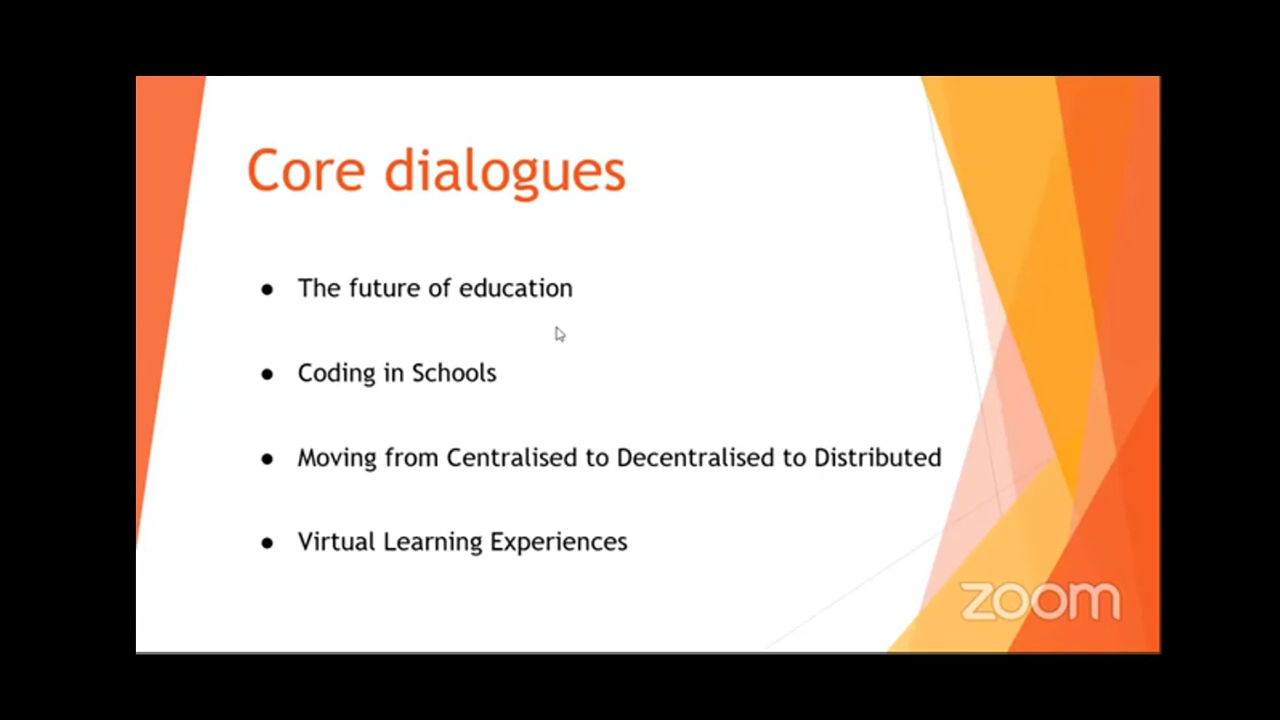 Core dialogues
● The future of education
● Coding in Schools
● Moving from Centralised to Decentralised to Distributed
● Virtual Learning Experiences
zoom